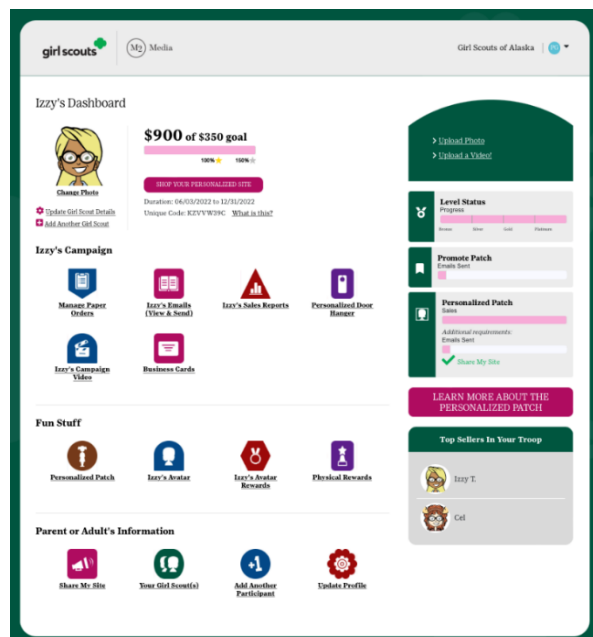 girl scouts
M2 Media
Girl Scouts of Alaska
Izzy's Dashboard
Change Photo
Update Girl Scout Details
Add Another Girl Scout
$900 of $350 goal
100% 150%
SHOP YOUR PERSONALIZED SITE
Duration: 06/03/2022 to 12/31/2022
Unique Code: KZVYW39C What is this?
Izzy's Campaign
Manage Paper
Orders
Izzy's Emails
(View & Send)
Izzy's Sales Reports
Personalized Door
Hanger
Izzy's Campaign
Video
Business Cards
Fun Stuff
Personalized Patch
Izzy's Avatar
Izzy's Avatar
Rewards
Physical Rewards
Parent or Adult's Information
+1
Share My Site
Your Girl Scout(s)
Add Another
Participant
Update Profile
> Upload Photo
> Upload a Video!
Level Status
Progress
Bronze Silver Gold Platinum
Promote Patch
Emails Sent
Personalized Patch
Sales
Additional requirements:
Emails Sent
Share My Site
LEARN MORE ABOUT THE
PERSONALIZED PATCH
Top Sellers In Your Troop
Izzy T.
Cel